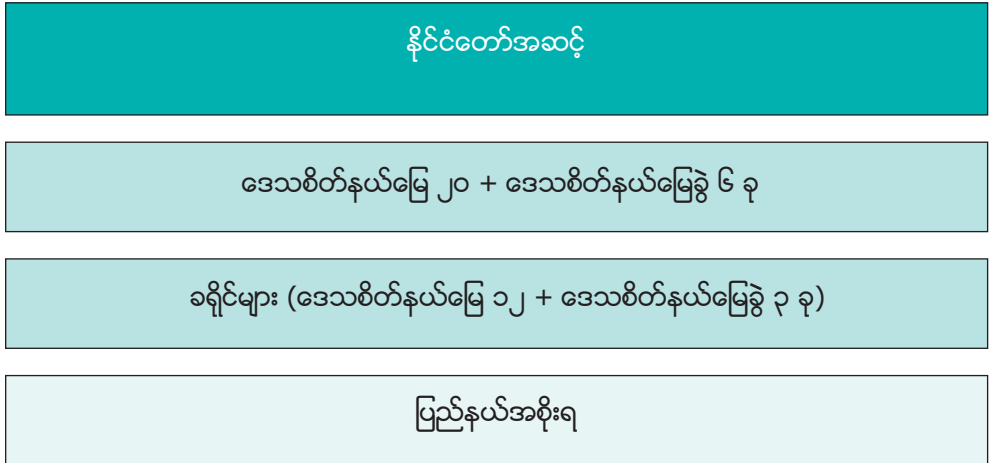 နိုင်ငံတော်အဆင့်
ဒေသစိတ်နယ်မြေ ၂၀ + ဒေသစိတ်နယ်မြေခွဲ ၆ ခု
ခရိုင်များ (ဒေသစိတ်နယ်မြေ ၁၂ + ဒေသစိတ်နယ်မြေခွဲ ၃ ခု)
ပြည်နယ်အစိုးရ